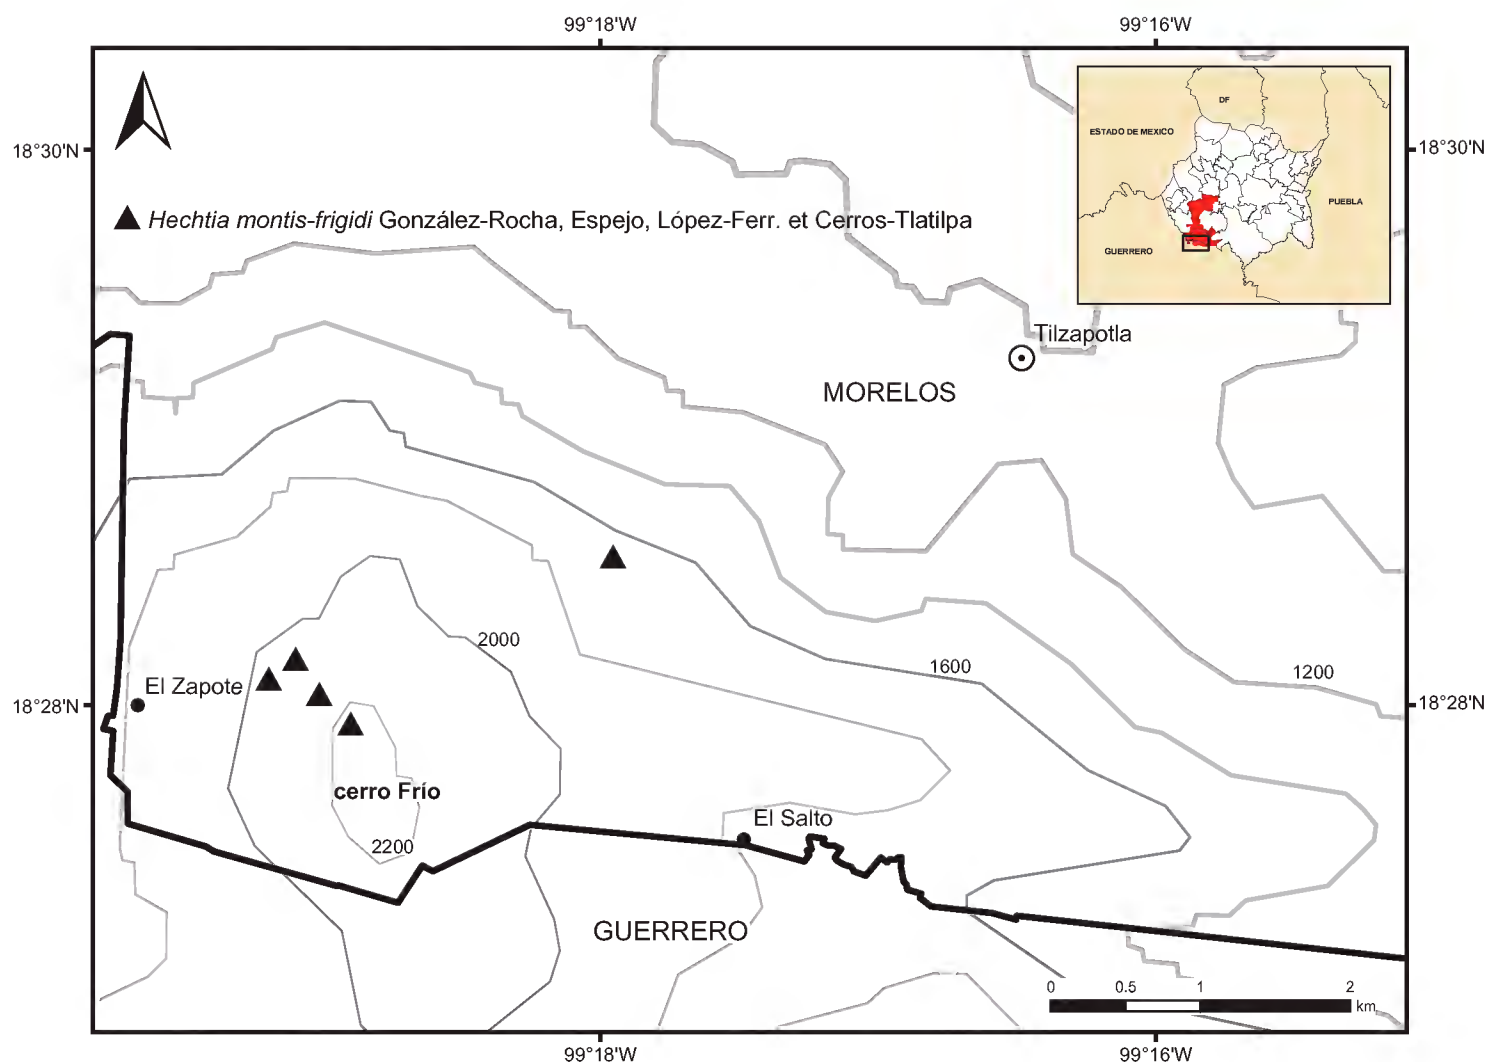 99°18'W
99°16'W
DF
ESTADO DE MEXICO
18°30'N
18°30'N
PUEBLA
Hechtia montis-frigidi González-Rocha, Espejo, López-Ferr. et Cerros-Tlatilpa
GUERRERO
Tilzapotla
MORELOS
2000
1600
1200
El Zapote
18°28'N
18°28'N
cerro Frío
El Salto
2200
GUERRERO
0 0.5 1 2
km
99°18'W
99°16'W